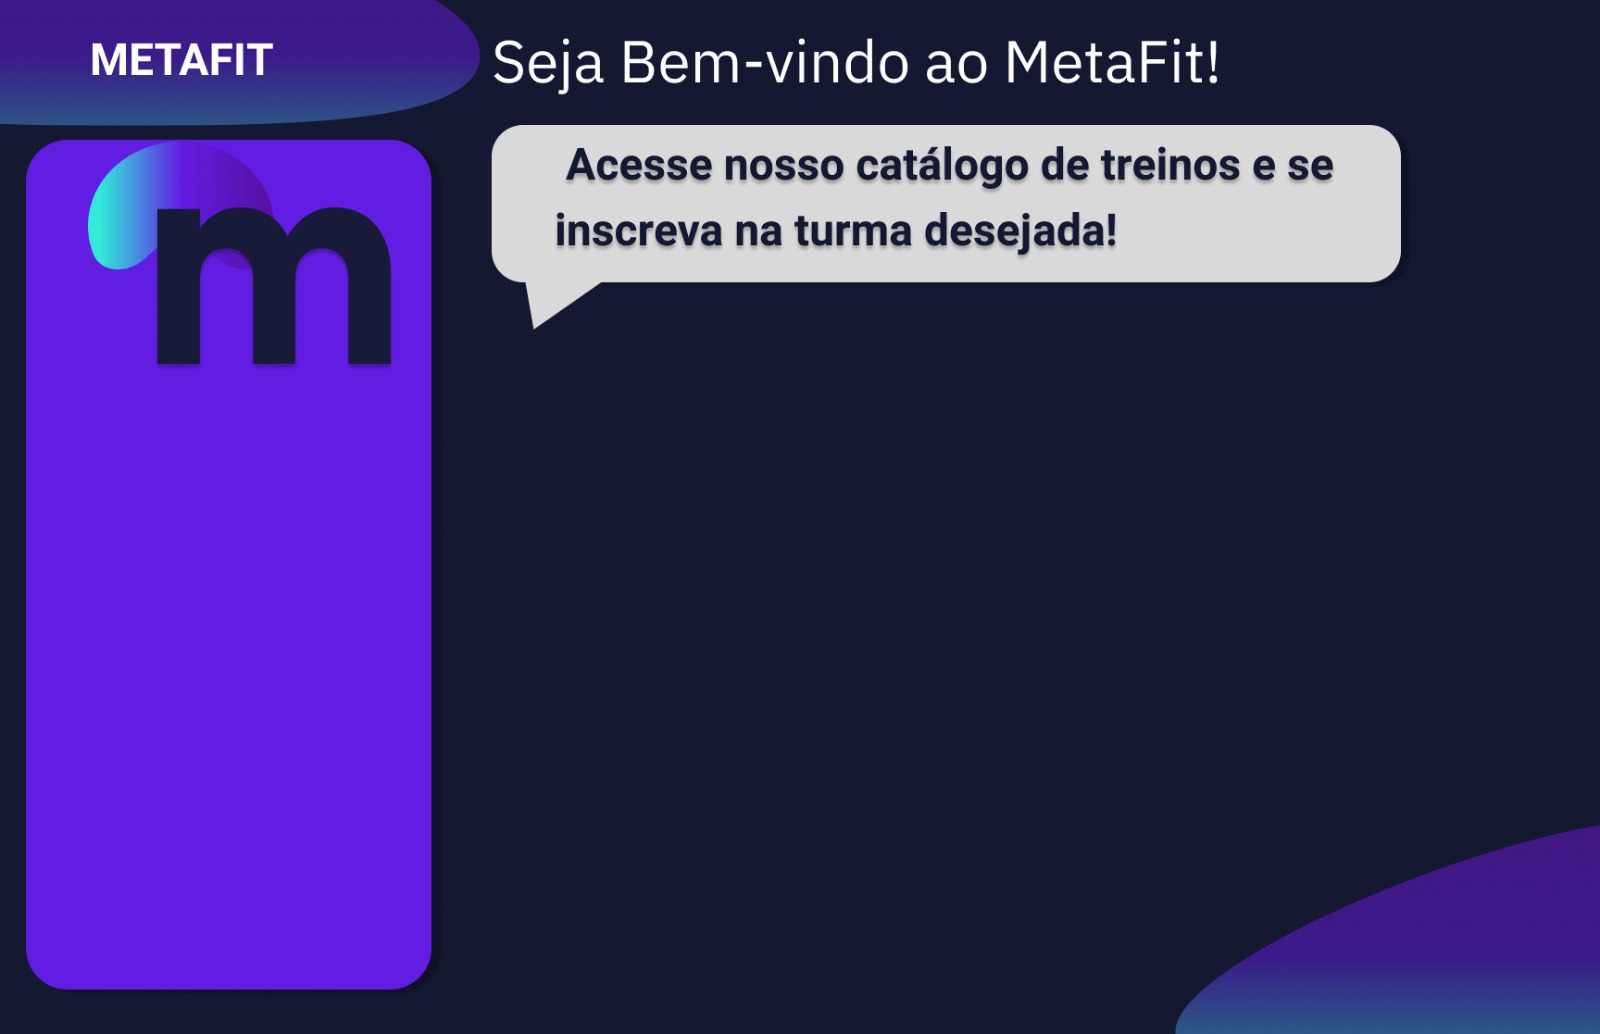 METAFIT
Seja Bem-vindo ao MetaFit!
Acesse nosso catálogo de treinos e se
inscreva na turma desejada!
m